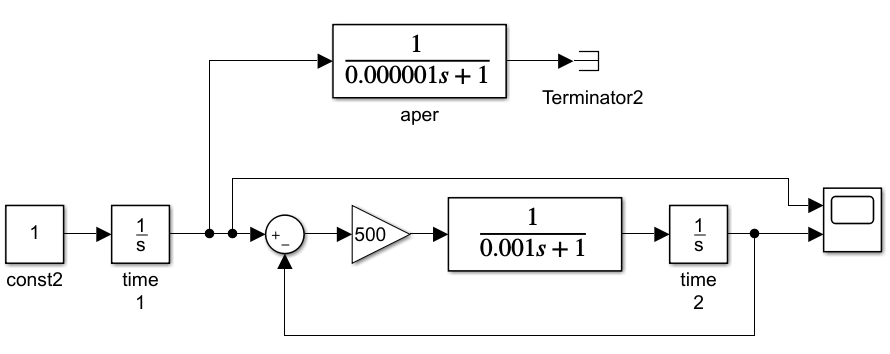 1
0.000001s + 1
aper
Terminator2
1
const2
1
s
time
1
+
−
500
1
0.001s + 1
1
s
time
2